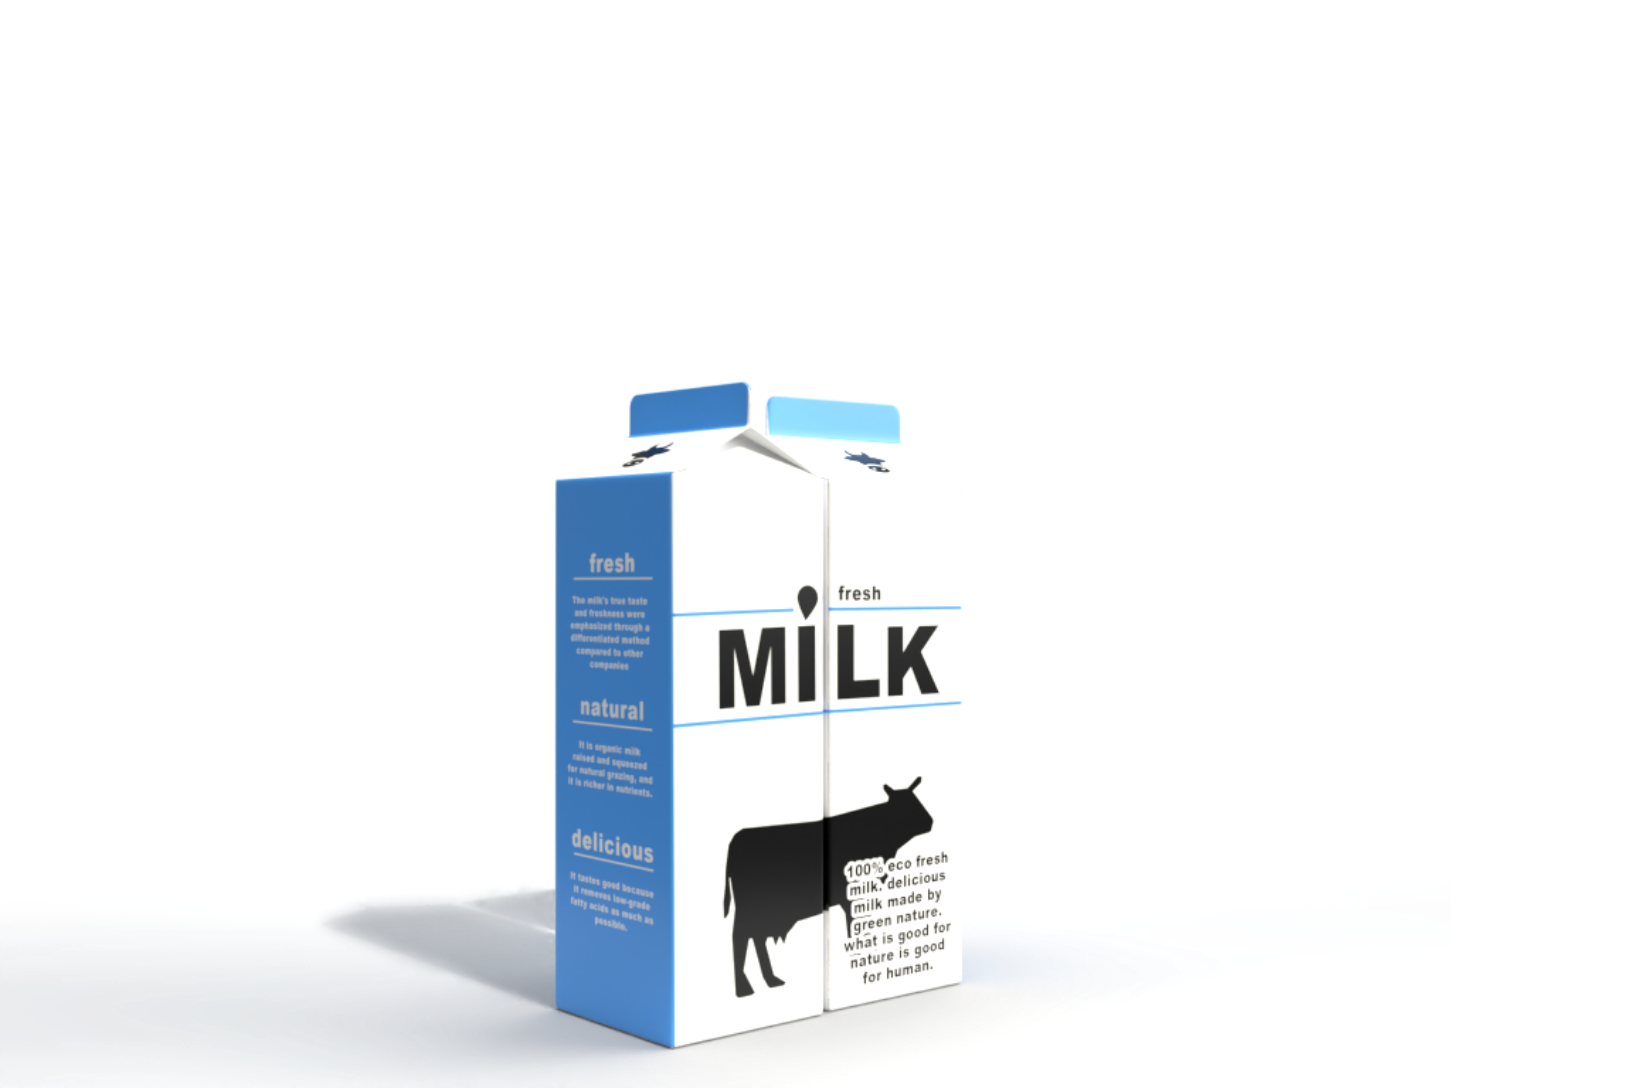 fresh
The milk's true taste
and freshness were
emphasized through a
differentiated method
compared to other
companies
natural
It is organic milk
raised and squeezed
for natural grazing, and
it is richer in nutrients.
delicious
It tastes good because
it removes low-grade
fatty acids as much as
possible.
fresh
MiLK
100% eco fresh
milk. delicious
milk made by
green nature.
what is good for
nature is good
for human.